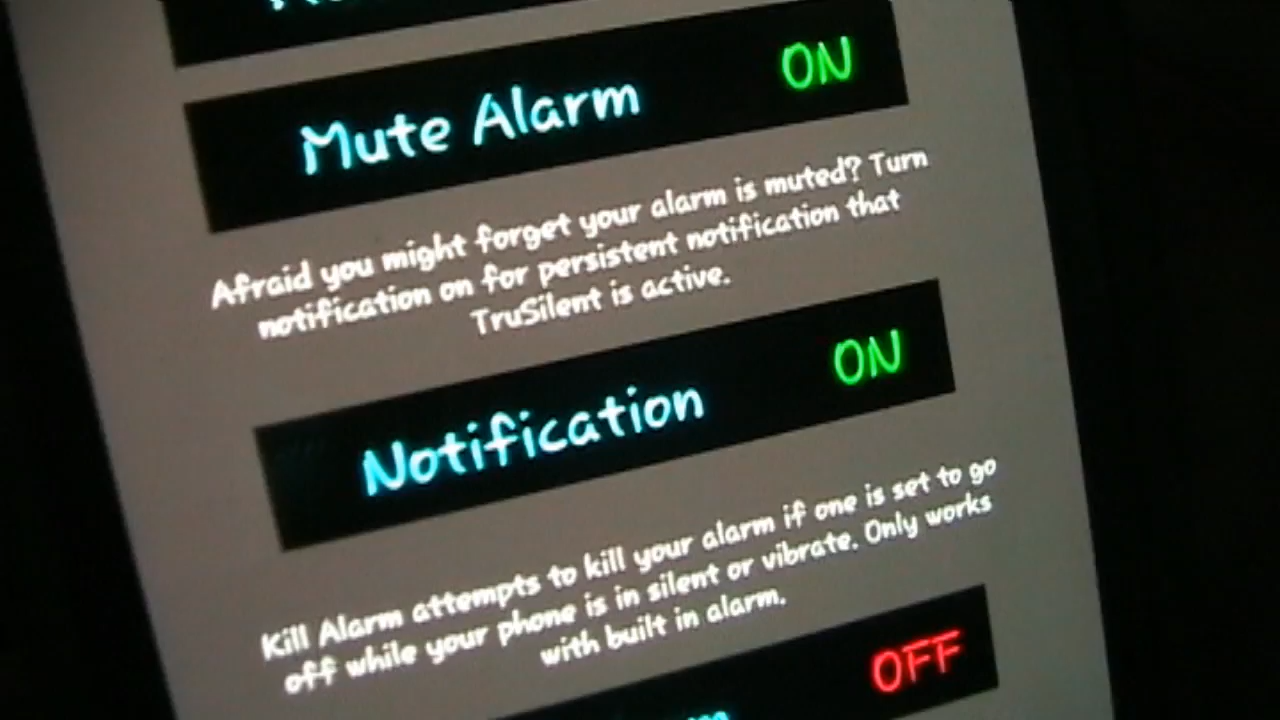 Mute Alarm ON
Afraid you might forget your alarm is muted? Turn
notification on for persistent notification that
TruSilent is active.
Notification ON
Kill Alarm attempts to kill your alarm if one is set to go
off while your phone is in silent or vibrate. Only works
with built in alarm.
OFF